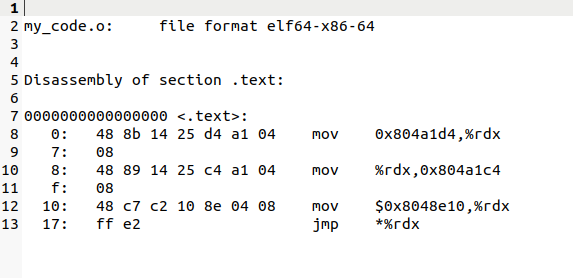 1
2 my_code.o:     file format elf64-x86-64
3
4
5 Disassembly of section .text:
6
7 0000000000000000 <.text>:
8    0:   48 8b 14 25 d4 a1 04    mov    0x804a1d4,%rdx
9    7:   08
10    8:   48 89 14 25 c4 a1 04    mov    %rdx,0x804a1c4
11    f:   08
12   10:   48 c7 c2 10 8e 04 08    mov    $0x8048e10,%rdx
13   17:   ff e2                   jmp    *%rdx